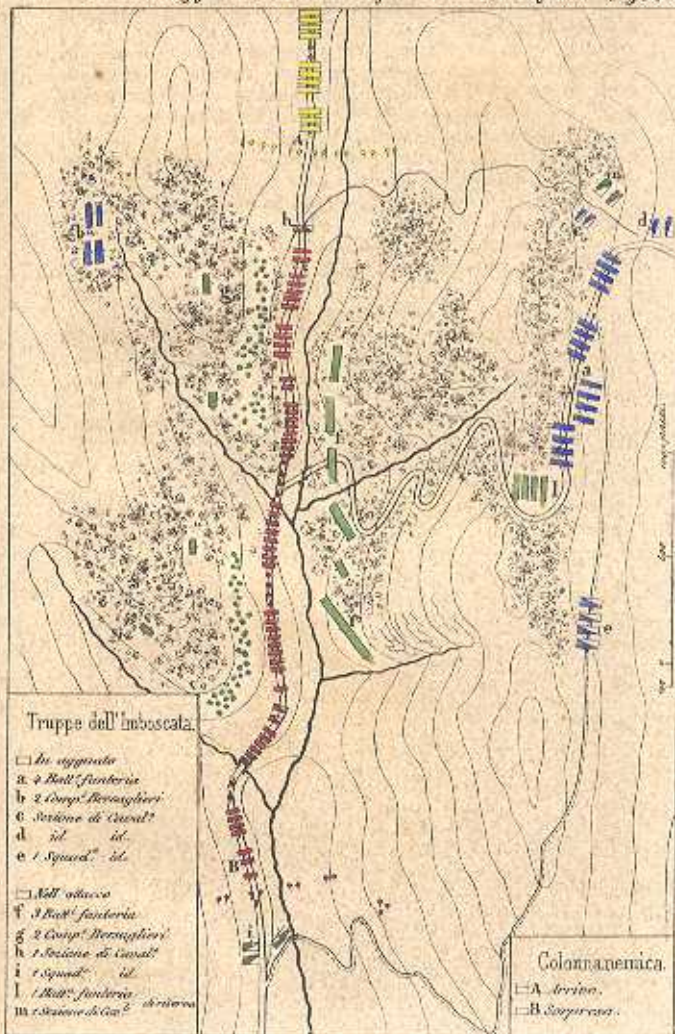 Truppe dell'Imboscata.
In agguato
a 4 Batt.i fanteria
b 2 Comp.e Bersaglieri
c Sezione di Caval.a
d id. id.
e 1 Squad.e id.
Nell'attacco
f 3 Batt.i fanteria
g 2 Comp.e Bersaglieri
h 1 Sezione di Caval.a
i 1 Squad.e id.
l 1 Batt.e fanteria
m 1 Sezione di Cav.a di riserva
Colonna nemica.
A Arrivo.
B Sorpresa.
b
h
m
d
a
l
e
B